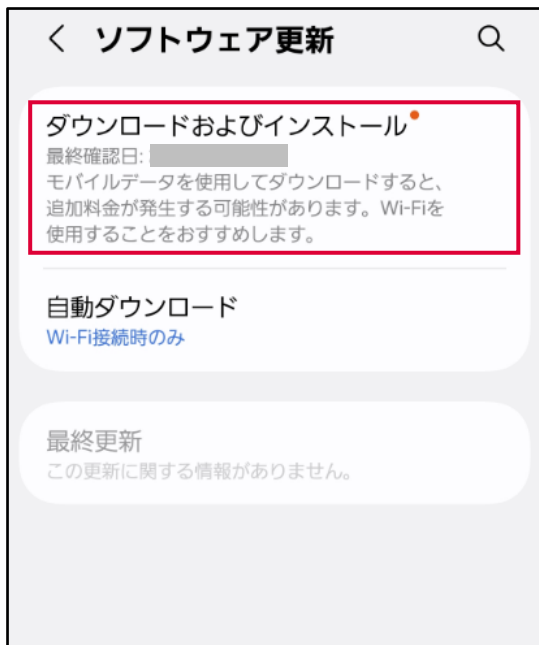 ソフトウェア更新
ダウンロードおよびインストール
最終確認日:
モバイルデータを使用してダウンロードすると、
追加料金が発生する可能性があります。Wi-Fiを
使用することをおすすめします。
自動ダウンロード
Wi-Fi接続時のみ
最終更新
この更新に関する情報がありません。